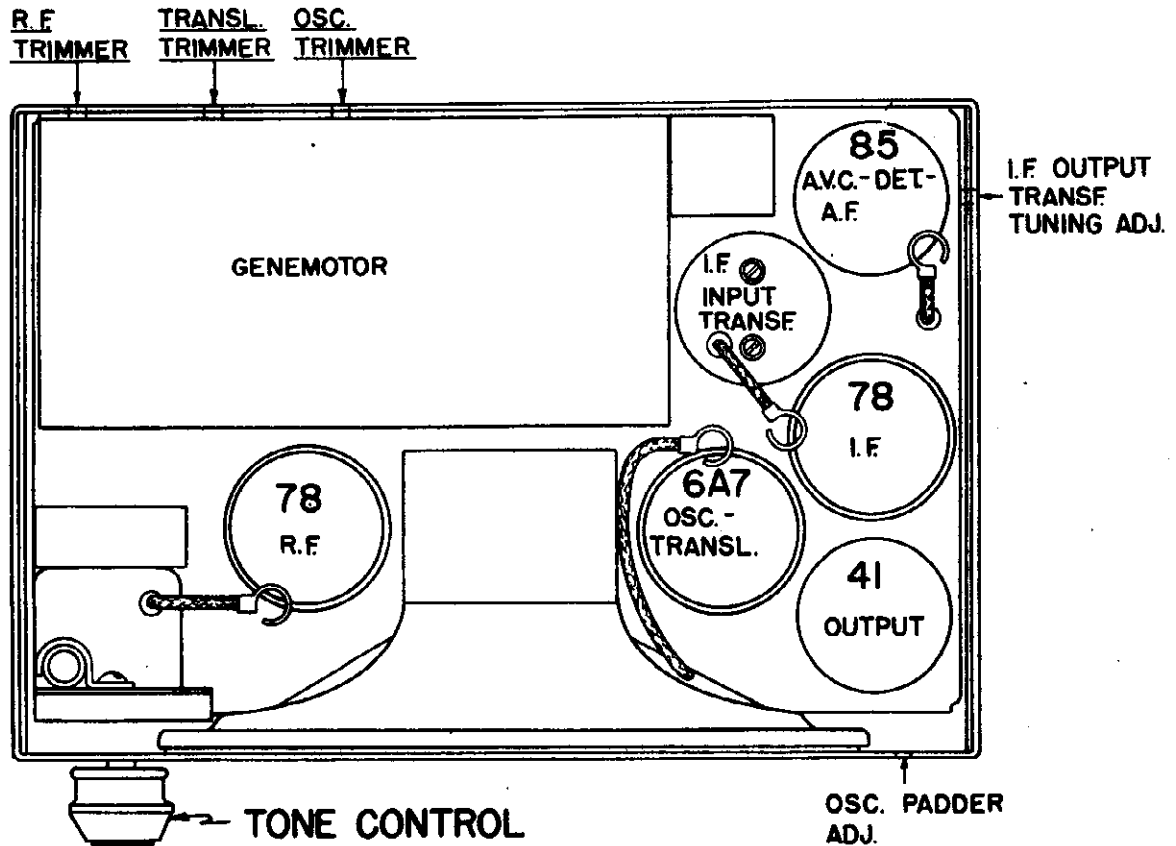 R.F.
TRIMMER
TRANSL.
TRIMMER
OSC.
TRIMMER
85
A.V.C.-DET.-
A.F.
I.F. OUTPUT
TRANSF.
TUNING ADJ.
GENEMOTOR
I.F.
INPUT
TRANSF.
78
I.F.
78
R.F.
6A7
OSC.-
TRANSL.
41
OUTPUT
TONE CONTROL
OSC. PADDER
ADJ.